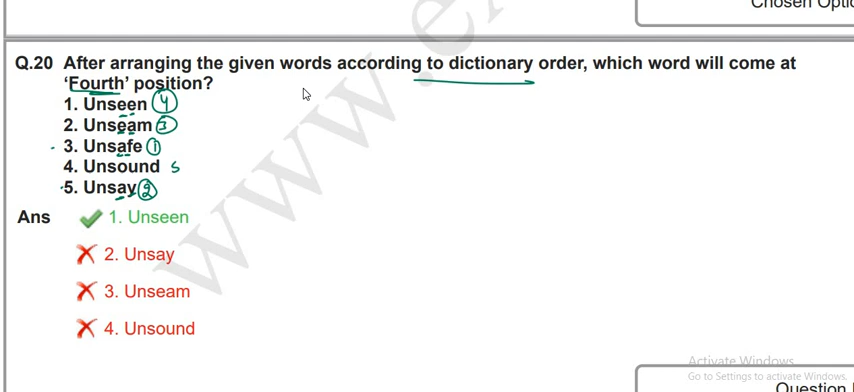 Chosen Optio
Q.20 After arranging the given words according to dictionary order, which word will come at
‘Fourth’ position?
1. Unseen 4
2. Unseam 3
3. Unsafe 1
4. Unsound 5
5. Unsay 2
Ans 1. Unseen
2. Unsay
3. Unseam
4. Unsound
www.e
Activate Windows
Go to Settings to activate Windows.
Question